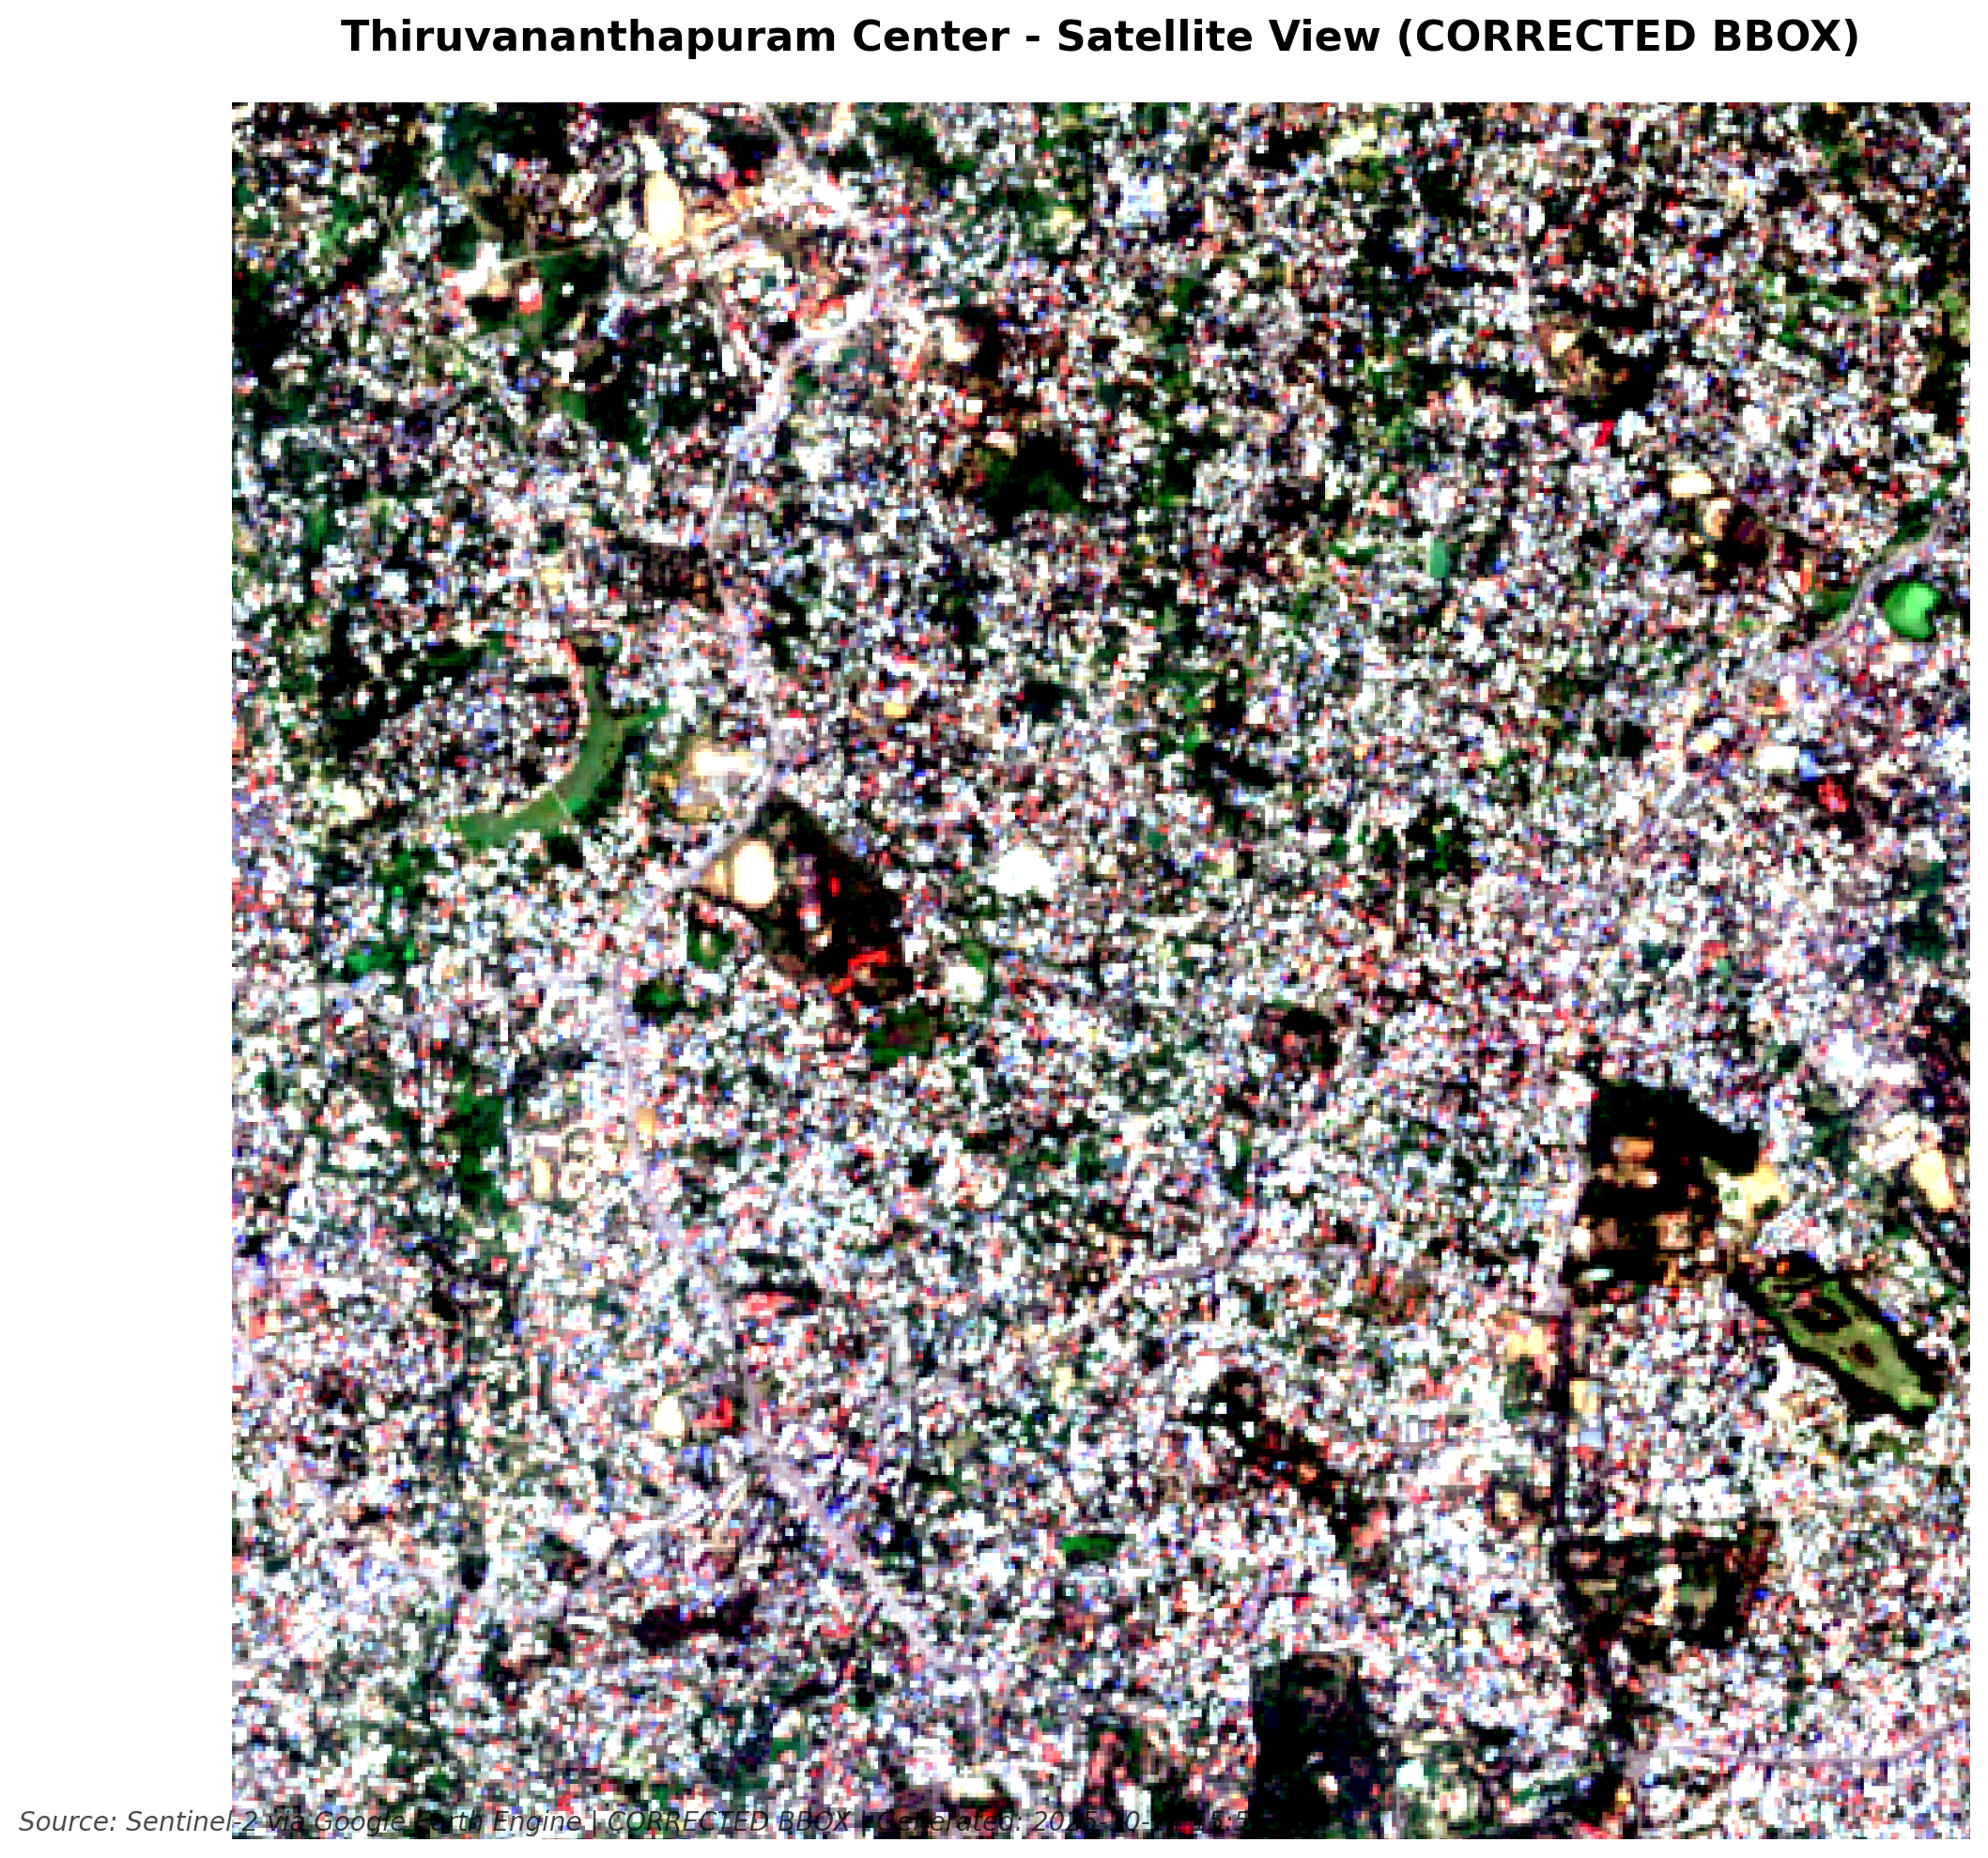 Thiruvananthapuram Center - Satellite View (CORRECTED BBOX)
Source: Sentinel-2 via Google Earth Engine | CORRECTED BBOX | Generated: